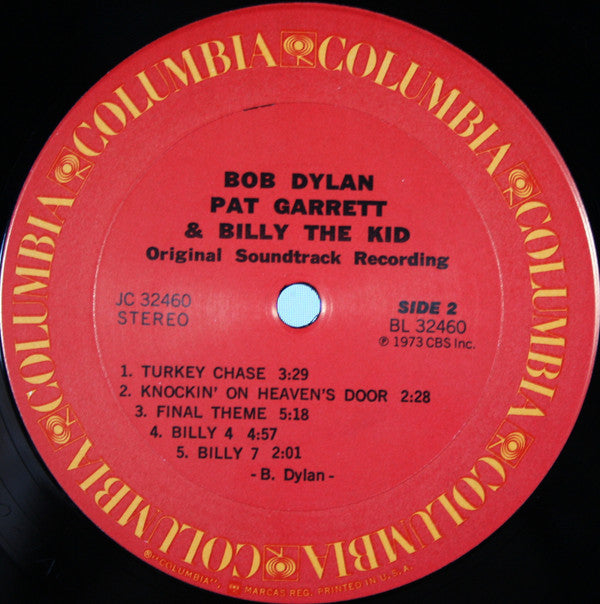 COLUMBIA COLUMBIA COLUMBIA COLUMBIA COLUMBIA COLUMBIA
BOB DYLAN
PAT GARRETT
& BILLY THE KID
Original Soundtrack Recording
JC 32460
STEREO
SIDE 2
BL 32460
℗ 1973 CBS Inc.
1. TURKEY CHASE 3:29
2. KNOCKIN' ON HEAVEN'S DOOR 2:28
3. FINAL THEME 5:18
4. BILLY 4 4:57
5. BILLY 7 2:01
- B. Dylan -
®"COLUMBIA", MARCAS REG. PRINTED IN U.S.A.